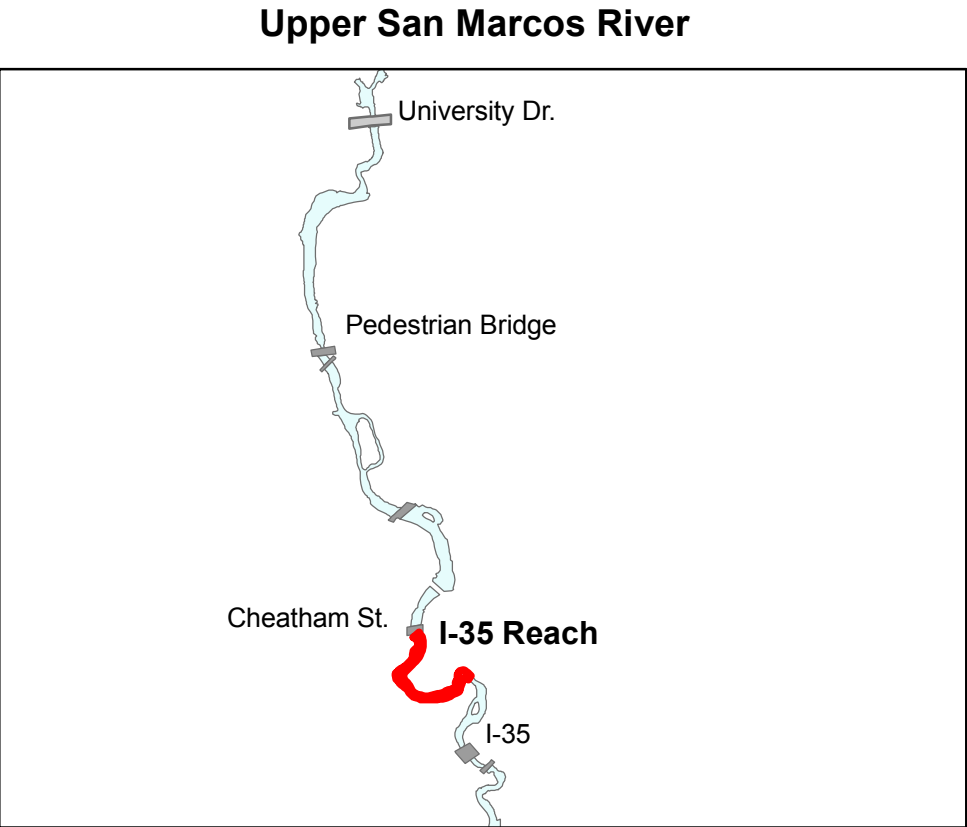 Upper San Marcos River
University Dr.
Pedestrian Bridge
Cheatham St.
I-35 Reach
I-35